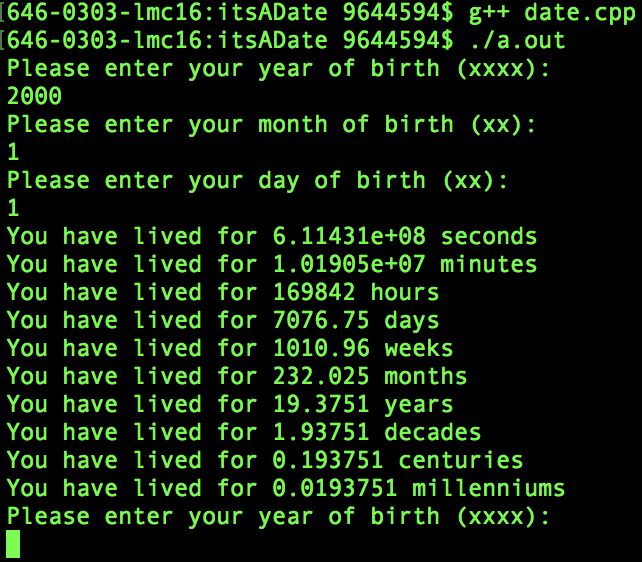 [646-0303-lmc16:itsADate 9644594$ g++ date.cpp
[646-0303-lmc16:itsADate 9644594$ ./a.out
Please enter your year of birth (xxxx):
2000
Please enter your month of birth (xx):
1
Please enter your day of birth (xx):
1
You have lived for 6.11431e+08 seconds
You have lived for 1.01905e+07 minutes
You have lived for 169842 hours
You have lived for 7076.75 days
You have lived for 1010.96 weeks
You have lived for 232.025 months
You have lived for 19.3751 years
You have lived for 1.93751 decades
You have lived for 0.193751 centuries
You have lived for 0.0193751 millenniums
Please enter your year of birth (xxxx):